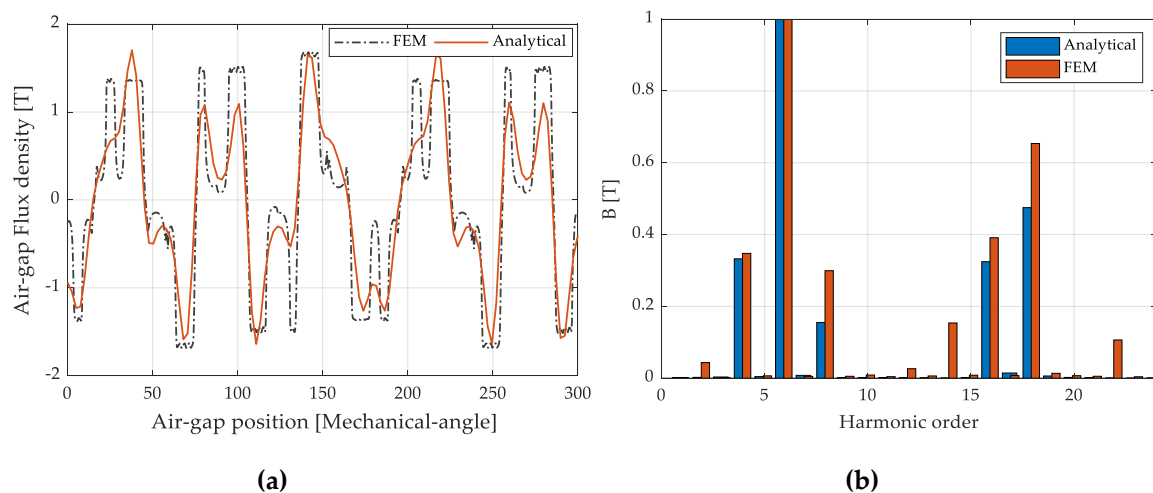 2
1
0
-1
-2
0
50
100
150
200
250
300
Air-gap Flux density [T]
Air-gap position [Mechanical-angle]
FEM
Analytical
(a)
1
0.8
0.6
0.4
0.2
0
0
5
10
15
20
B [T]
Harmonic order
Analytical
FEM
(b)